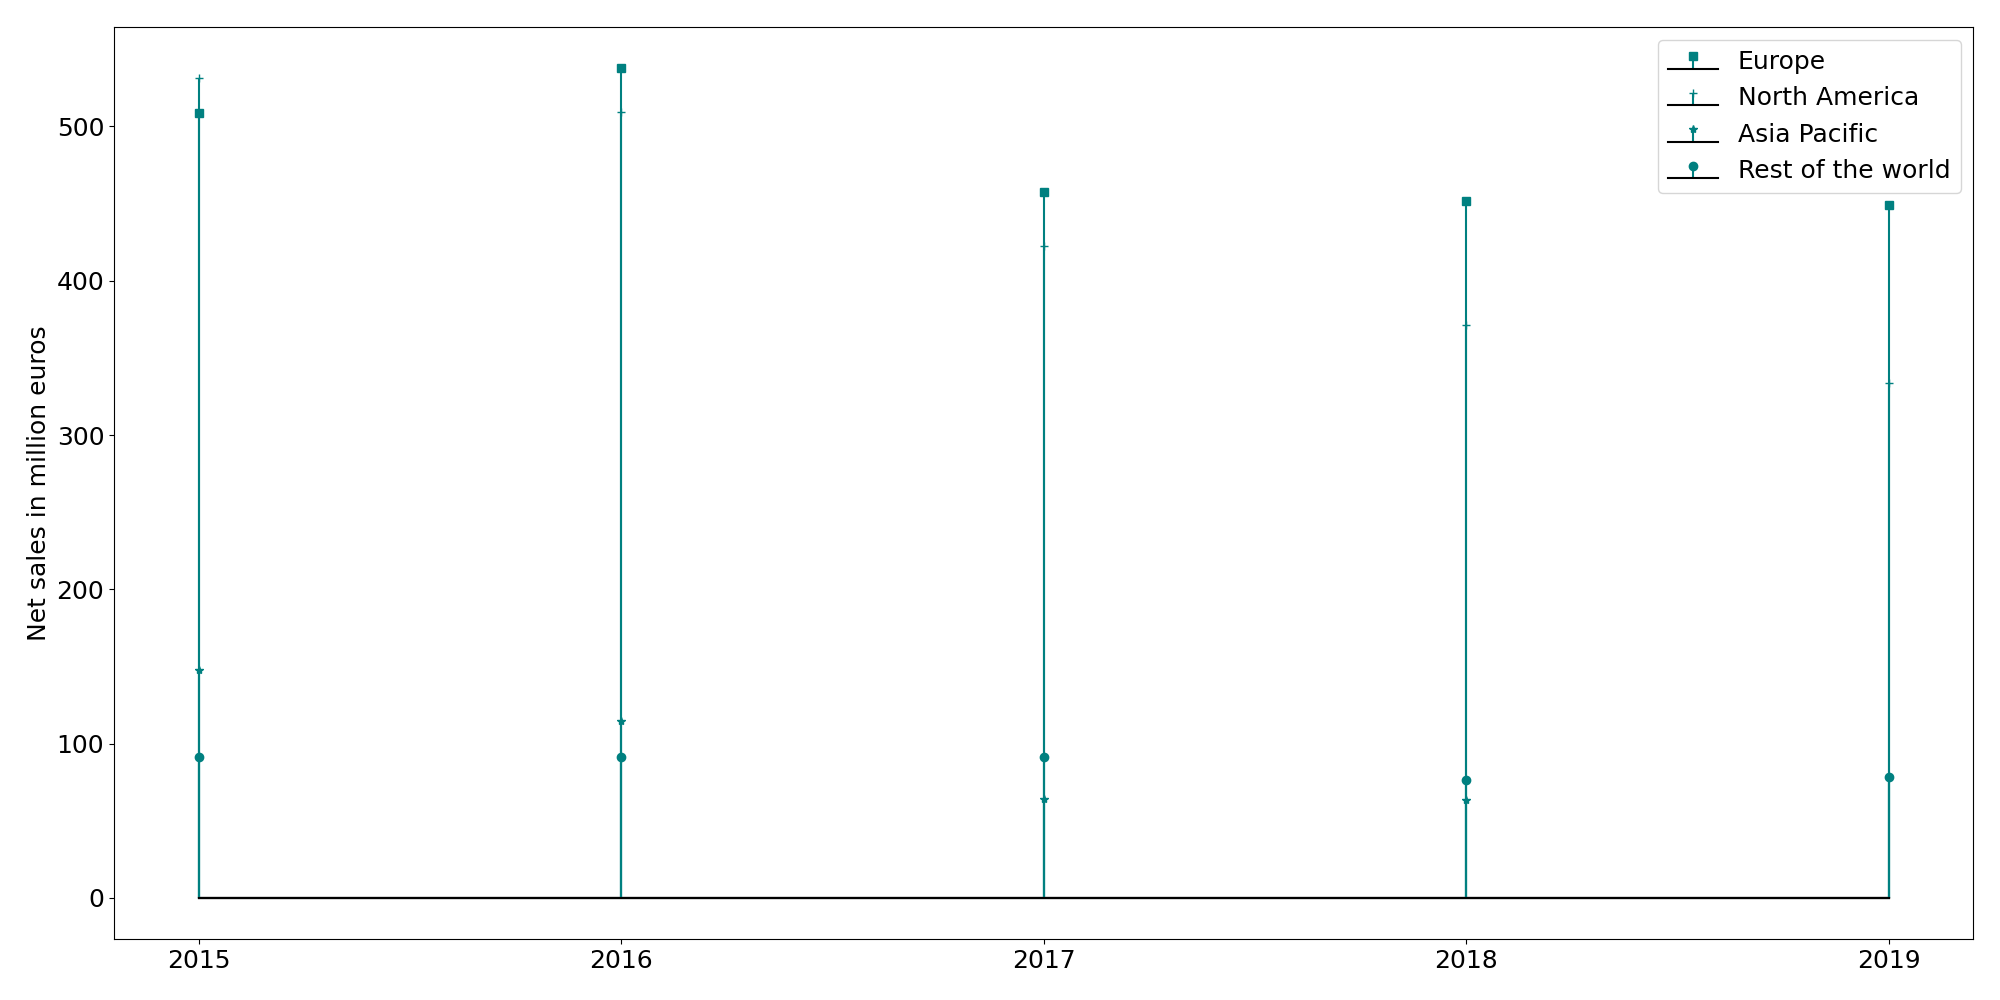 Net sales in million euros
500
400
300
200
100
0
2015 2016 2017 2018 2019
Europe
North America
Asia Pacific
Rest of the world